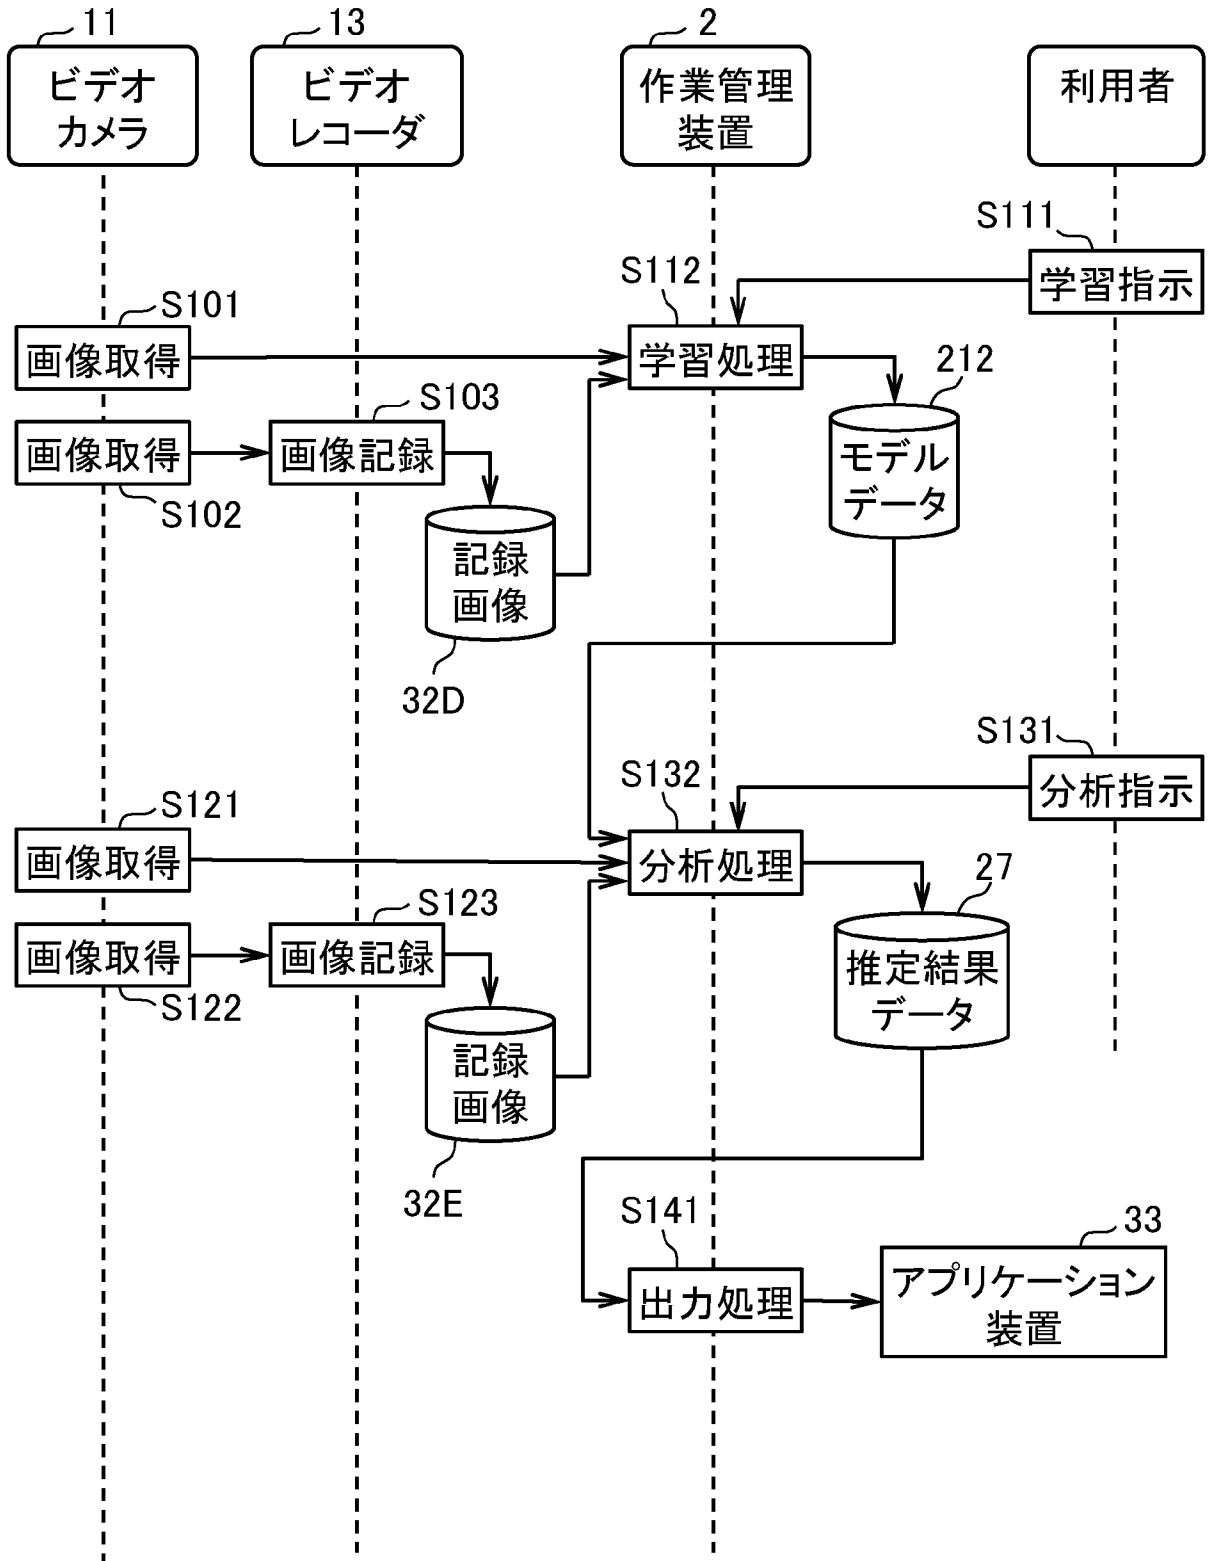 11
ビデオ
カメラ
13
ビデオ
レコーダ
2
作業管理
装置
利用者
S111
学習指示
S112
学習処理
S101
画像取得
212
モデル
データ
S103
画像記録
画像取得
S102
記録
画像
32D
S131
分析指示
S132
分析処理
S121
画像取得
27
推定結果
データ
S123
画像記録
画像取得
S122
記録
画像
32E
S141
出力処理
33
アプリケーション
装置